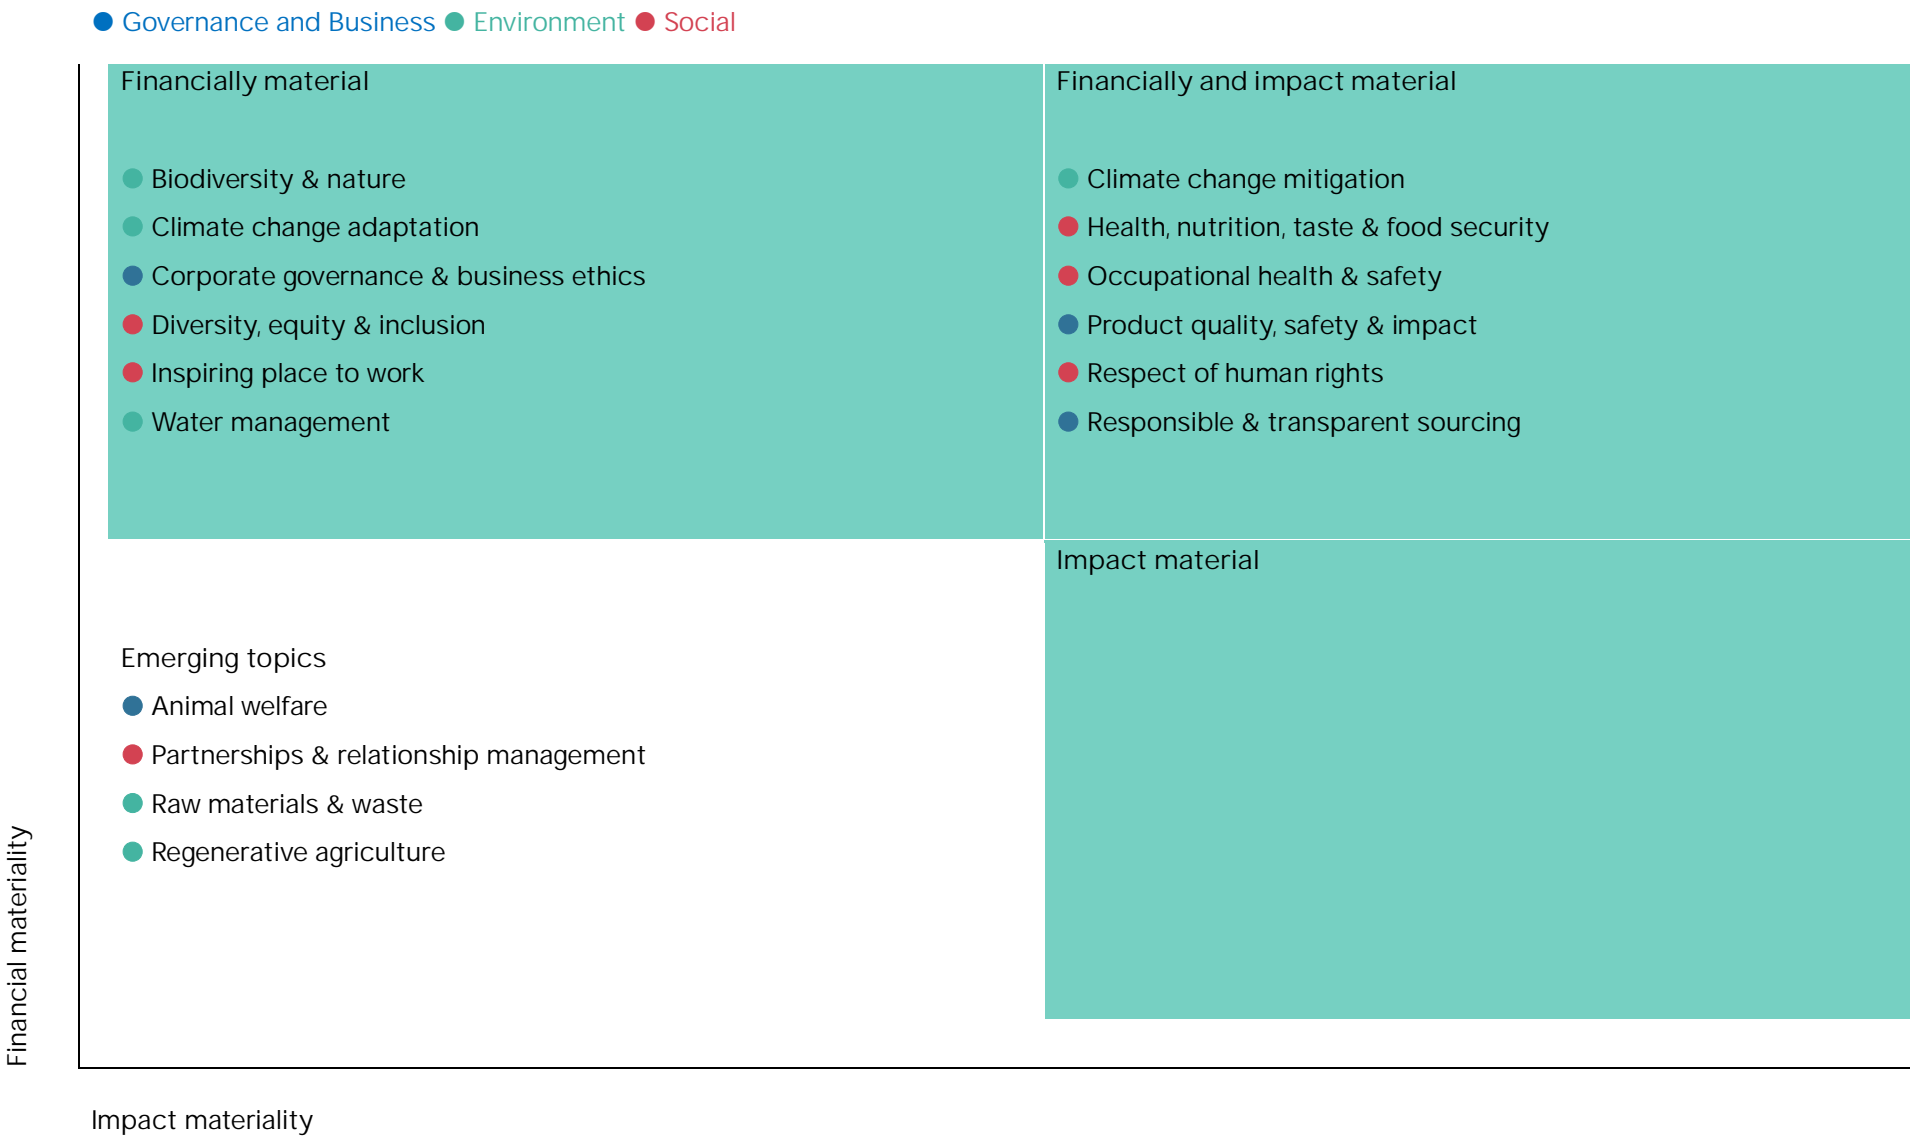 Governance and Business Environment Social
Financially material
Biodiversity & nature
Climate change adaptation
Corporate governance & business ethics
Diversity, equity & inclusion
Inspiring place to work
Water management
Financially and impact material
Climate change mitigation
Health, nutrition, taste & food security
Occupational health & safety
Product quality, safety & impact
Respect of human rights
Responsible & transparent sourcing
Emerging topics
Animal welfare
Partnerships & relationship management
Raw materials & waste
Regenerative agriculture
Impact material
Financial materiality
Impact materiality